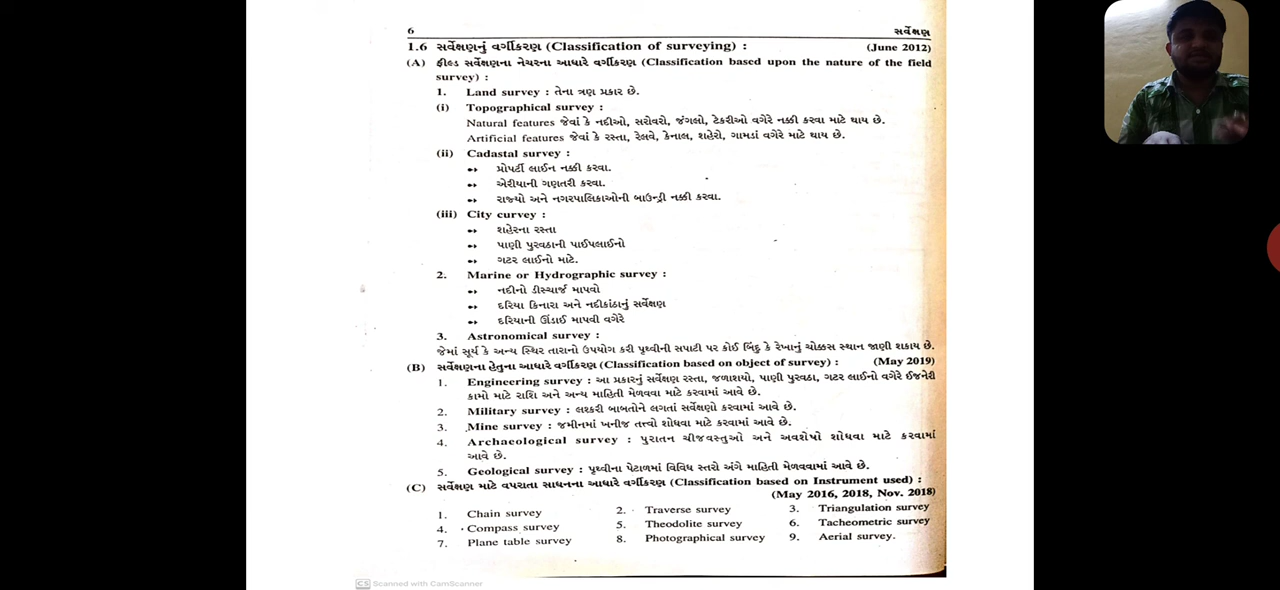 6 સર્વેક્ષણ
1.6 સર્વેક્ષણનું વર્ગીકરણ (Classification of surveying) : (June 2012)
(A) ફીલ્ડ સર્વેક્ષણના નેચરના આધારે વર્ગીકરણ (Classification based upon the nature of the field
survey) :
1. Land survey : તેના ત્રણ પ્રકાર છે.
(i) Topographical survey :
Natural features જેવાં કે નદીઓ, સરોવરો, જંગલો, ટેકરીઓ વગેરે નક્કી કરવા માટે થાય છે.
Artificial features જેવાં કે રસ્તા, રેલવે, કેનાલ, શહેરો, ગામડાં વગેરે માટે થાય છે.
(ii) Cadastal survey :
➻ પ્રોપર્ટી લાઈન નક્કી કરવા.
➻ એરીયાની ગણતરી કરવા.
➻ રાજ્યો અને નગરપાલિકાઓની બાઉન્ડ્રી નક્કી કરવા.
(iii) City curvey :
➻ શહેરના રસ્તા
➻ પાણી પુરવઠાની પાઈપલાઈનો
➻ ગટર લાઈનો માટે.
2. Marine or Hydrographic survey :
➻ નદીનો ડીસ્ચાર્જ માપવો
➻ દરિયા કિનારા અને નદીકાંઠાનું સર્વેક્ષણ
➻ દરિયાની ઊંડાઈ માપવી વગેરે
3. Astronomical survey :
જેમાં સૂર્ય કે અન્ય સ્થિર તારાનો ઉપયોગ કરી પૃથ્વીની સપાટી પર કોઈ બિંદુ કે રેખાનું ચોક્કસ સ્થાન જાણી શકાય છે.
(B) સર્વેક્ષણના હેતુના આધારે વર્ગીકરણ (Classification based on object of survey) : (May 2019)
1. Engineering survey : આ પ્રકારનું સર્વેક્ષણ રસ્તા, જળાશયો, પાણી પુરવઠા, ગટર લાઈનો વગેરે ઈજનેરી
કામો માટે રાશિ અને અન્ય માહિતી મેળવવા માટે કરવામાં આવે છે.
2. Military survey : લશ્કરી બાબતોને લગતાં સર્વેક્ષણો કરવામાં આવે છે.
3. Mine survey : જમીનમાં ખનીજ તત્ત્વો શોધવા માટે કરવામાં આવે છે.
4. Archaeological survey : પુરાતન ચીજવસ્તુઓ અને અવશેષો શોધવા માટે કરવામાં
આવે છે.
5. Geological survey : પૃથ્વીના પેટાળમાં વિવિધ સ્તરો અંગે માહિતી મેળવવામાં આવે છે.
(C) સર્વેક્ષણ માટે વપરાતા સાધનના આધારે વર્ગીકરણ (Classification based on Instrument used) :
(May 2016, 2018, Nov. 2018)
1. Chain survey 2. Traverse survey 3. Triangulation survey
4. Compass survey 5. Theodolite survey 6. Tacheometric survey
7. Plane table survey 8. Photographical survey 9. Aerial survey.
CS Scanned with CamScanner